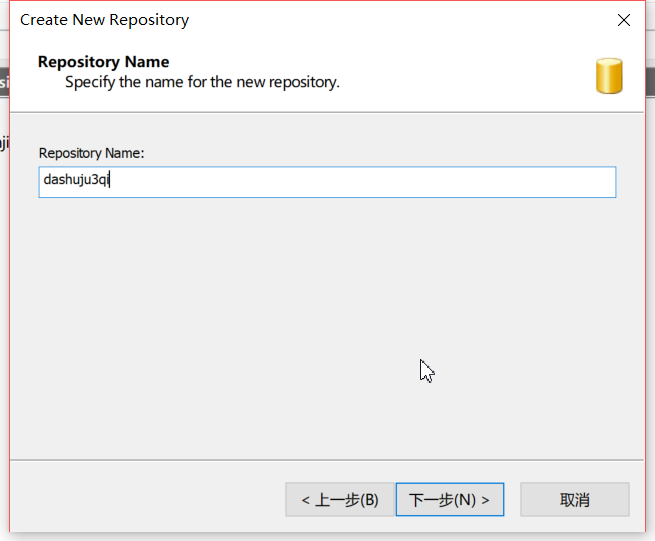 Create New Repository
Repository Name
Specify the name for the new repository.
Repository Name:
dashuju3qi
< 上一步(B)
下一步(N) >
取消